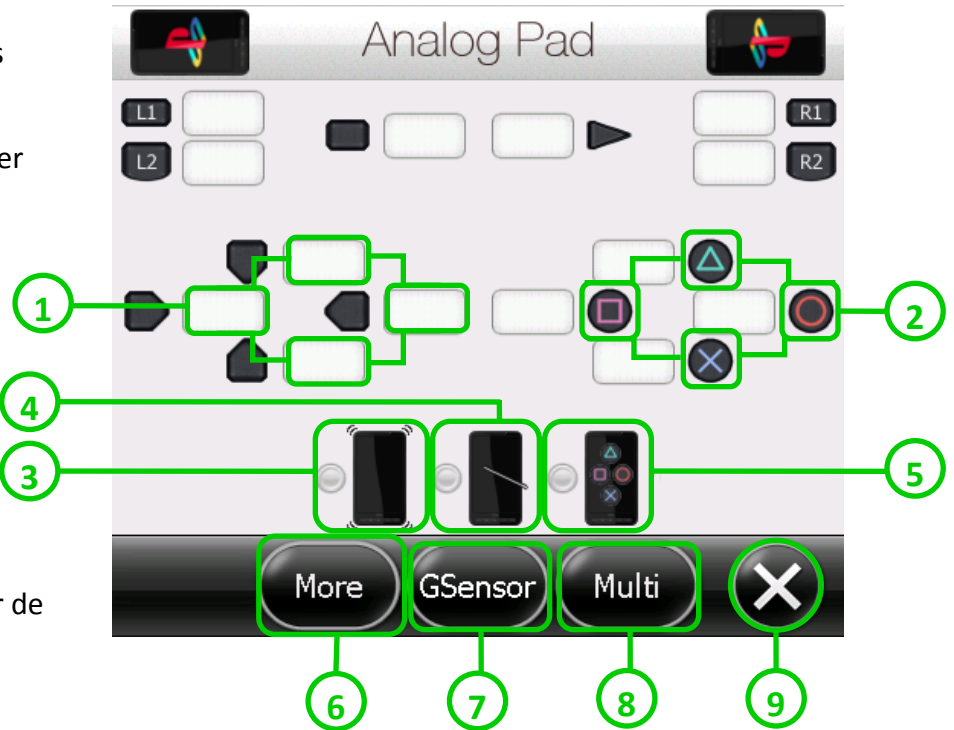 s
Analog Pad
L1
R1
er
L2
R2
1
2
4
3
5
More
GSensor
Multi
r de
6
7
8
9